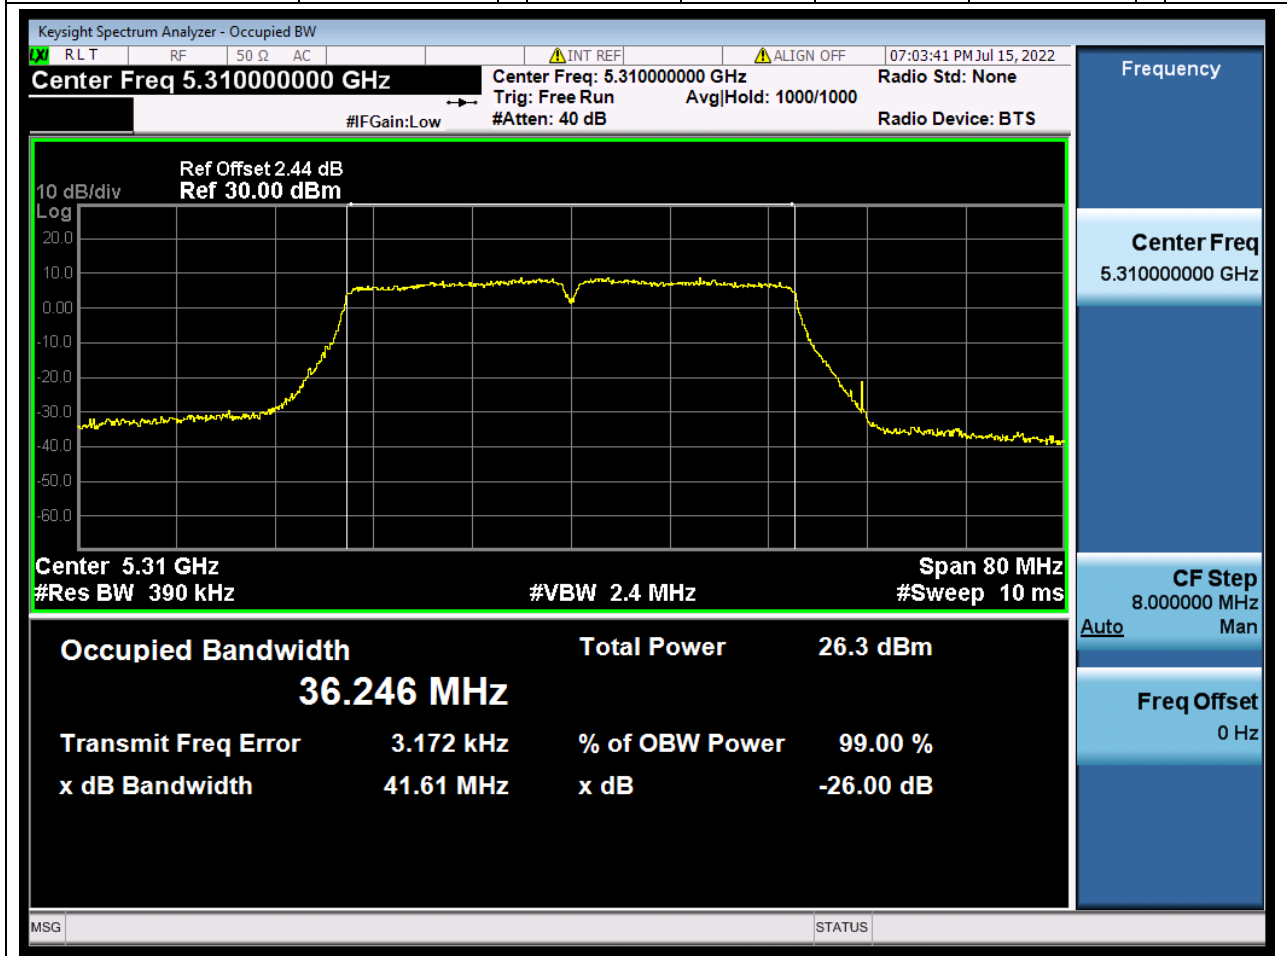 Keysight Spectrum Analyzer - Occupied BW
LXI RLT RF 50 Ω AC INT REF ALIGN OFF 07:03:41 PM Jul 15, 2022
Center Freq 5.310000000 GHz
Center Freq: 5.310000000 GHz
Radio Std: None
Trig: Free Run Avg|Hold: 1000/1000
#IFGain:Low
#Atten: 40 dB
Radio Device: BTS
Ref Offset 2.44 dB
10 dB/div Ref 30.00 dBm
Log
20.0
10.0
0.00
-10.0
-20.0
-30.0
-40.0
-50.0
-60.0
Center 5.31 GHz Span 80 MHz
#Res BW 390 kHz #VBW 2.4 MHz #Sweep 10 ms
Occupied Bandwidth Total Power 26.3 dBm
36.246 MHz
Transmit Freq Error 3.172 kHz % of OBW Power 99.00 %
x dB Bandwidth 41.61 MHz x dB -26.00 dB
Frequency
Center Freq
5.310000000 GHz
CF Step
8.000000 MHz
Auto Man
Freq Offset
0 Hz
MSG STATUS